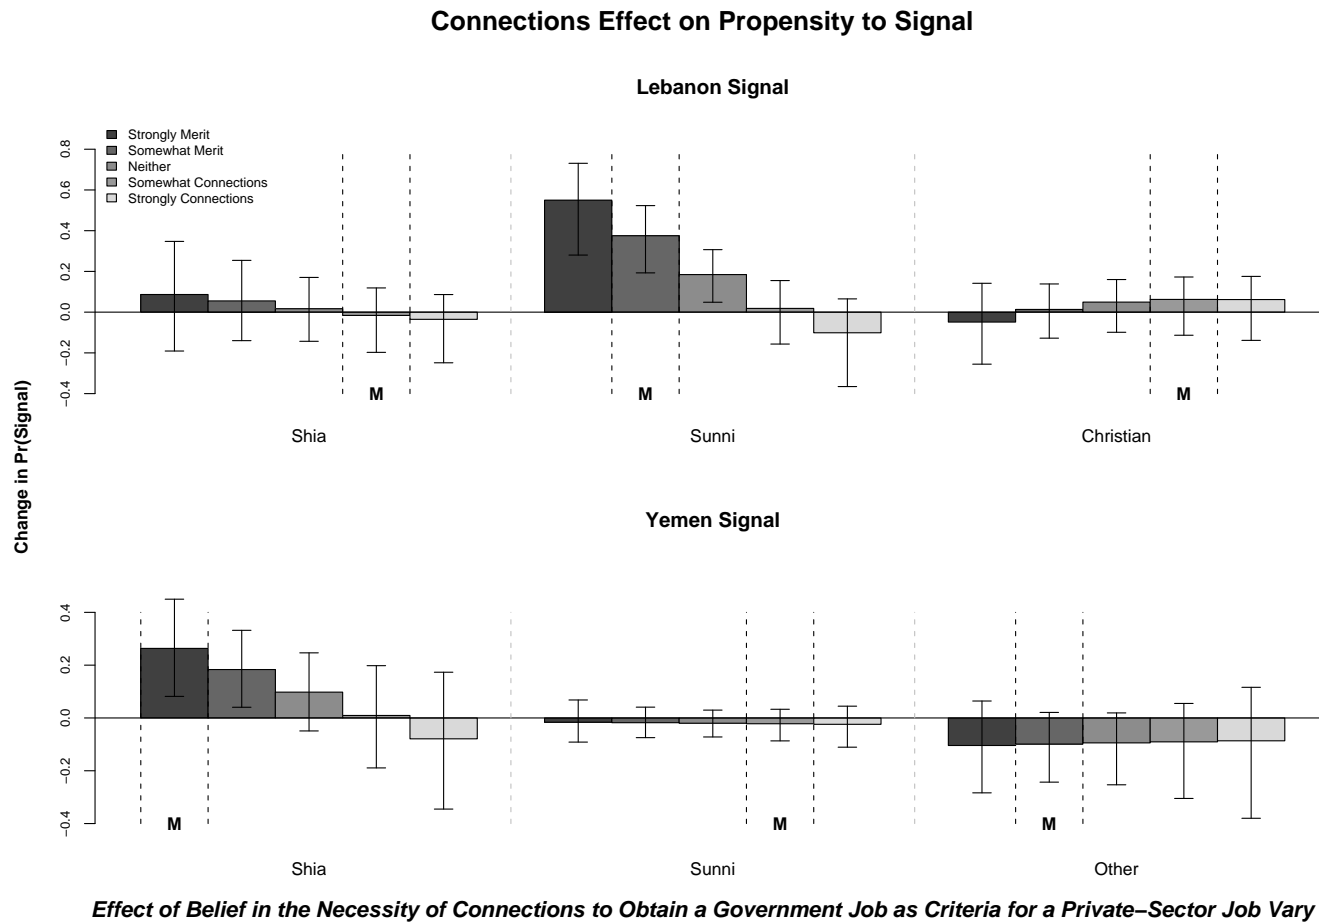 Connections Effect on Propensity to Signal
Lebanon Signal
Strongly Merit
Somewhat Merit
Neither
Somewhat Connections
Strongly Connections
0.8
0.6
0.4
0.2
0.0
−0.2
−0.4
M
M
M
Shia
Sunni
Christian
Change in Pr(Signal)
Yemen Signal
0.4
0.2
0.0
−0.2
−0.4
M
M
M
Shia
Sunni
Other
Effect of Belief in the Necessity of Connections to Obtain a Government Job as Criteria for a Private−Sector Job Vary